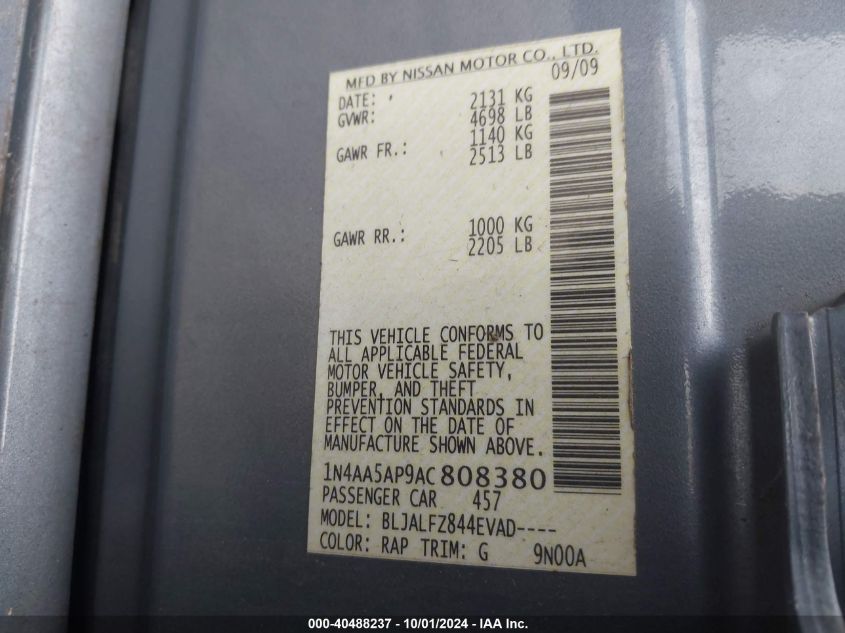 MFD BY NISSAN MOTOR CO., LTD.
09/09
DATE:
GVWR: 2131 KG
4698 LB
GAWR FR.: 1140 KG
2513 LB
GAWR RR.: 1000 KG
2205 LB
THIS VEHICLE CONFORMS TO
ALL APPLICABLE FEDERAL
MOTOR VEHICLE SAFETY,
BUMPER, AND THEFT
PREVENTION STANDARDS IN
EFFECT ON THE DATE OF
MANUFACTURE SHOWN ABOVE.
1N4AA5AP9AC808380
PASSENGER CAR 457
MODEL: BLJALFZ844EVAD----
COLOR: RAP TRIM: G 9N00A
000-40488237 - 10/01/2024 - IAA Inc.